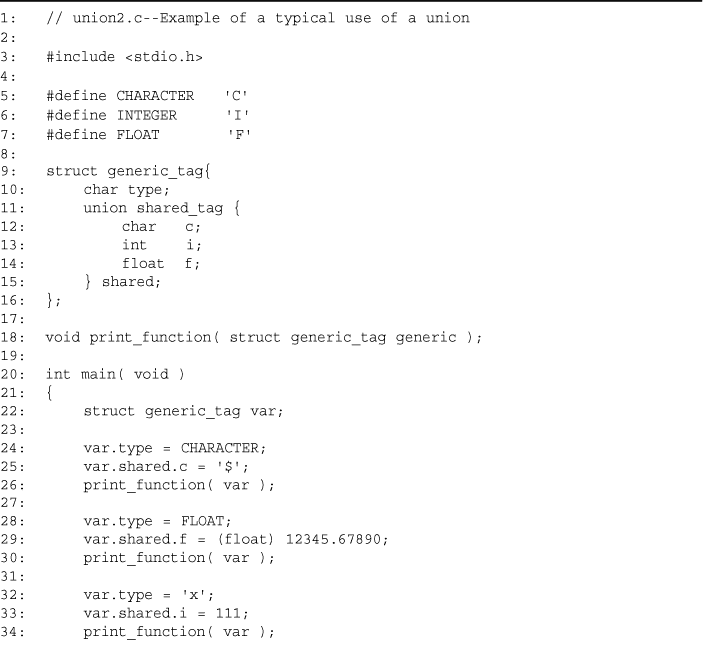 1: // union2.c--Example of a typical use of a union
2:
3: #include <stdio.h>
4:
5: #define CHARACTER 'C'
6: #define INTEGER 'I'
7: #define FLOAT 'F'
8:
9: struct generic_tag{
10: char type;
11: union shared_tag {
12: char c;
13: int i;
14: float f;
15: } shared;
16: };
17:
18: void print_function( struct generic_tag generic );
19:
20: int main( void )
21: {
22: struct generic_tag var;
23:
24: var.type = CHARACTER;
25: var.shared.c = '$';
26: print_function( var );
27:
28: var.type = FLOAT;
29: var.shared.f = (float) 12345.67890;
30: print_function( var );
31:
32: var.type = 'x';
33: var.shared.i = 111;
34: print_function( var );